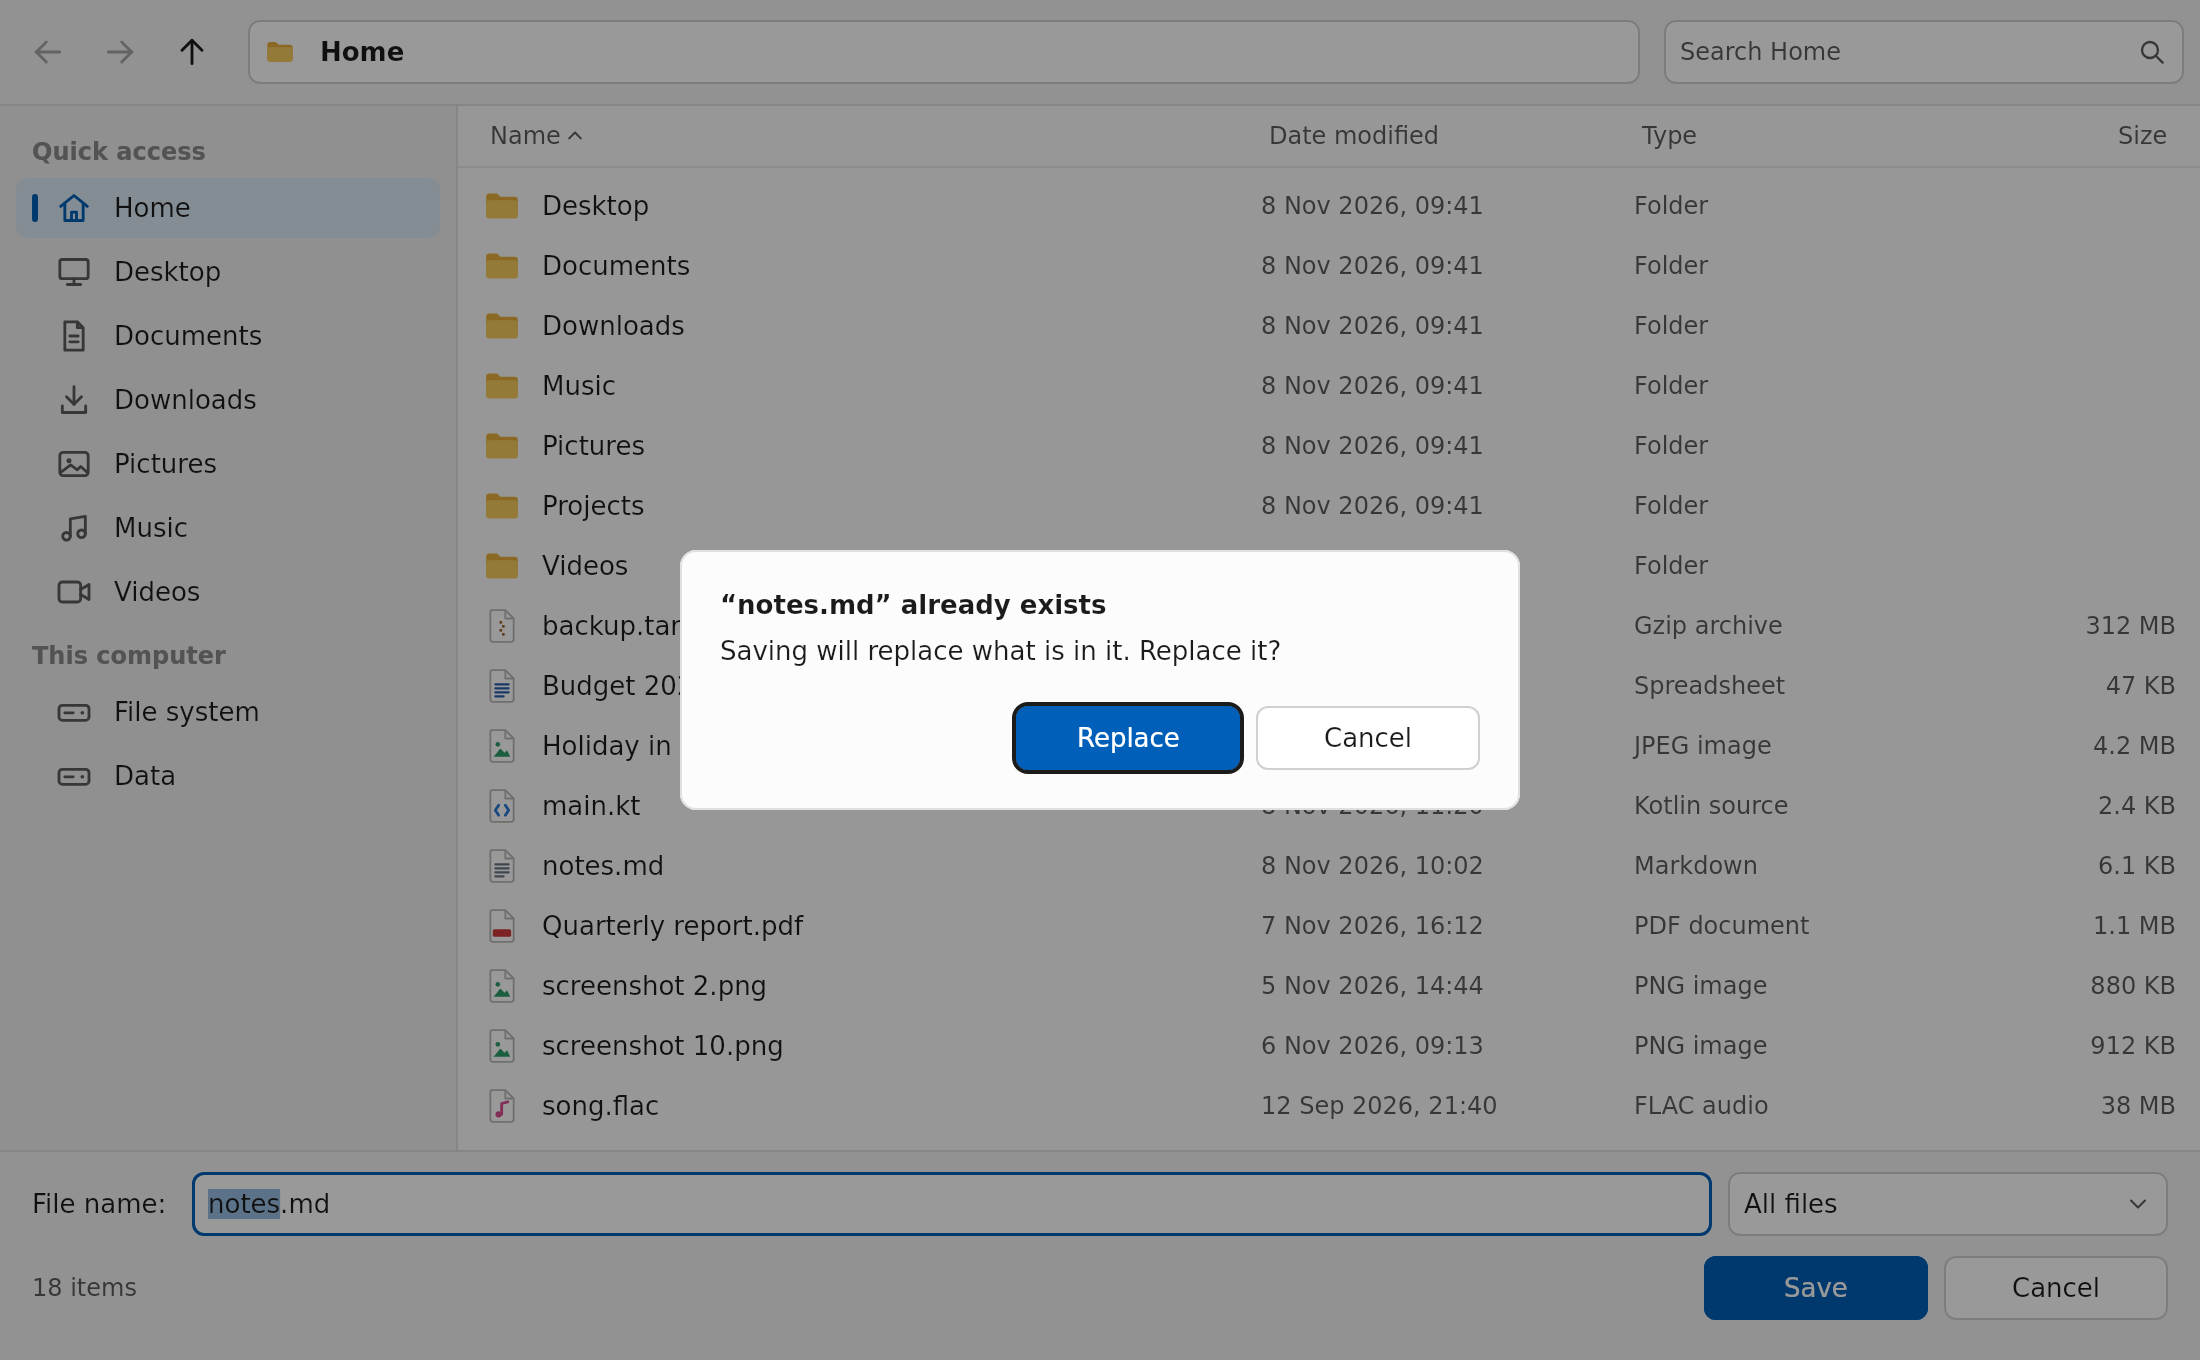 Home
Search Home
Quick access
Home
Desktop
Documents
Downloads
Pictures
Music
Videos
This computer
File system
Data
Name Date modified Type Size
Desktop 8 Nov 2026, 09:41 Folder
Documents 8 Nov 2026, 09:41 Folder
Downloads 8 Nov 2026, 09:41 Folder
Music 8 Nov 2026, 09:41 Folder
Pictures 8 Nov 2026, 09:41 Folder
Projects 8 Nov 2026, 09:41 Folder
Videos Folder
backup.tar Gzip archive 312 MB
Budget Spreadsheet 47 KB
Holiday in JPEG image 4.2 MB
main.kt Kotlin source 2.4 KB
notes.md 8 Nov 2026, 10:02 Markdown 6.1 KB
Quarterly report.pdf 7 Nov 2026, 16:12 PDF document 1.1 MB
screenshot 2.png 5 Nov 2026, 14:44 PNG image 880 KB
screenshot 10.png 6 Nov 2026, 09:13 PNG image 912 KB
song.flac 12 Sep 2026, 21:40 FLAC audio 38 MB
“notes.md” already exists
Saving will replace what is in it. Replace it?
Replace Cancel
File name: notes.md All files
18 items Save Cancel